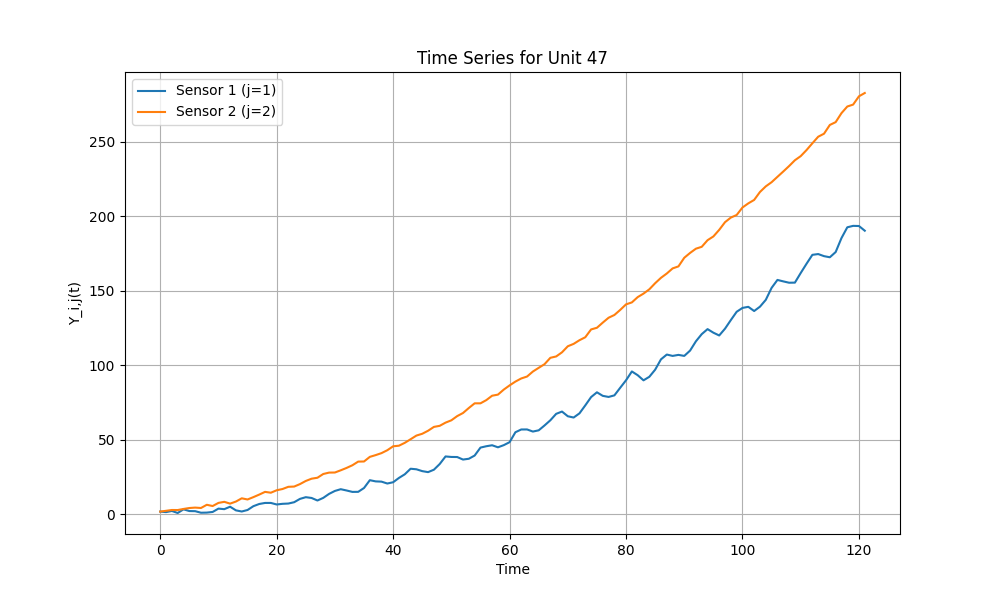 Time Series for Unit 47
Sensor 1 (j=1)
Sensor 2 (j=2)
Y_i,j(t)
250
200
150
100
50
0
0 20 40 60 80 100 120
Time